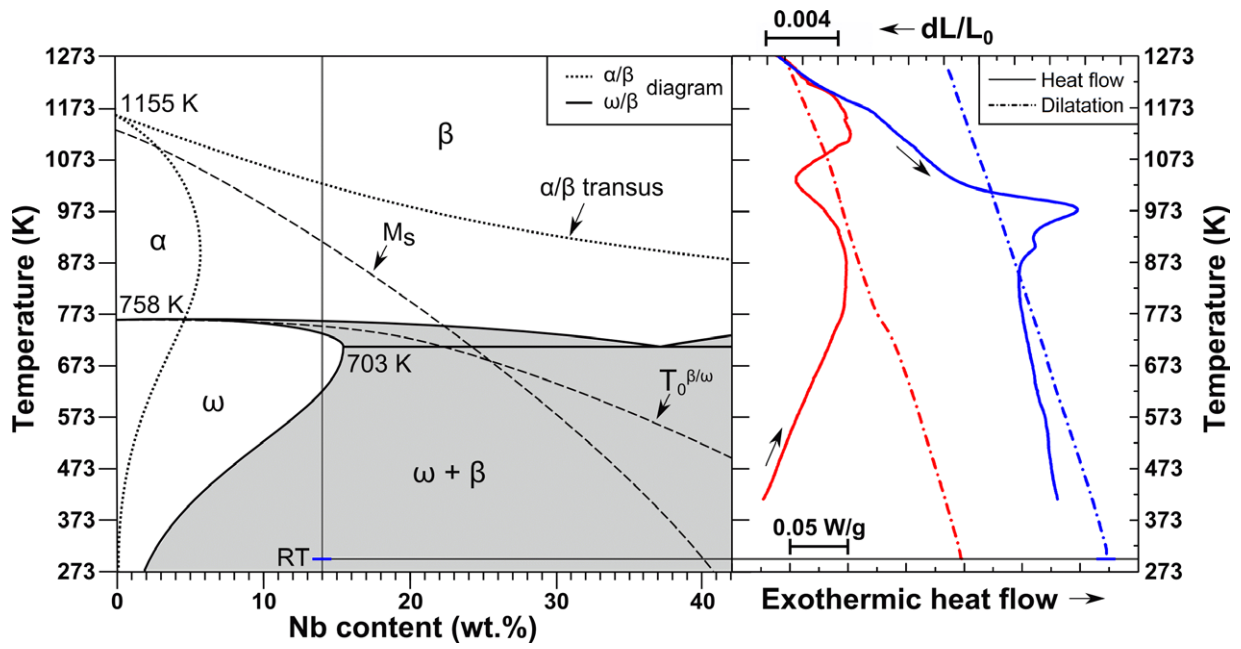 0.004
← dL/L₀
1273
1173
1073
973
873
773
673
573
473
373
273
Temperature (K)
1155 K
758 K
703 K
α
β
ω
ω + β
α/β transus
Mₛ
T₀^β/ω
RT
α/β diagram
ω/β
0
10
20
30
40
Nb content (wt.%)
Heat flow
Dilatation
0.05 W/g
Exothermic heat flow →
1273
1173
1073
973
873
773
673
573
473
373
273
Temperature (K)